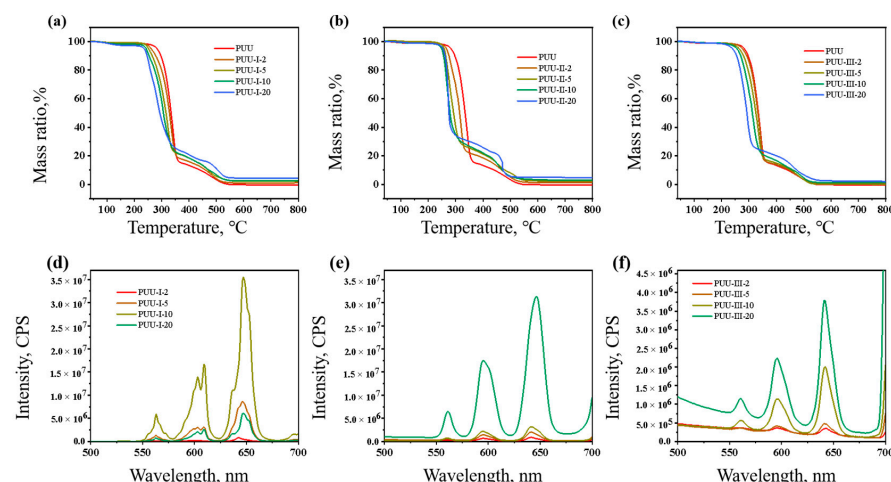 (a)
100
80
60
40
20
0
Mass ratio,%
PUU
PUU-I-2
PUU-I-5
PUU-I-10
PUU-I-20
100 200 300 400 500 600 700 800
Temperature, °C
(b)
100
80
60
40
20
0
Mass ratio,%
PUU
PUU-II-2
PUU-II-5
PUU-II-10
PUU-II-20
100 200 300 400 500 600 700 800
Temperature, °C
(c)
100
80
60
40
20
0
Mass ratio,%
PUU
PUU-III-2
PUU-III-5
PUU-III-10
PUU-III-20
100 200 300 400 500 600 700 800
Temperature, °C
(d)
3.5 × 10⁷
3.0 × 10⁷
2.5 × 10⁷
2.0 × 10⁷
1.5 × 10⁷
1.0 × 10⁷
5.0 × 10⁶
0.0
Intensity, CPS
PUU-I-2
PUU-I-5
PUU-I-10
PUU-I-20
500 600 700
Wavelength, nm
(e)
3.5 × 10⁷
3.0 × 10⁷
2.5 × 10⁷
2.0 × 10⁷
1.5 × 10⁷
1.0 × 10⁷
5.0 × 10⁶
0.0
Intensity, CPS
500 600 700
Wavelength, nm
(f)
4.5 × 10⁶
4.0 × 10⁶
3.5 × 10⁶
3.0 × 10⁶
2.5 × 10⁶
2.0 × 10⁶
1.5 × 10⁶
1.0 × 10⁶
5.0 × 10⁵
0.0
Intensity, CPS
PUU-III-2
PUU-III-5
PUU-III-10
PUU-III-20
500 600 700
Wavelength, nm